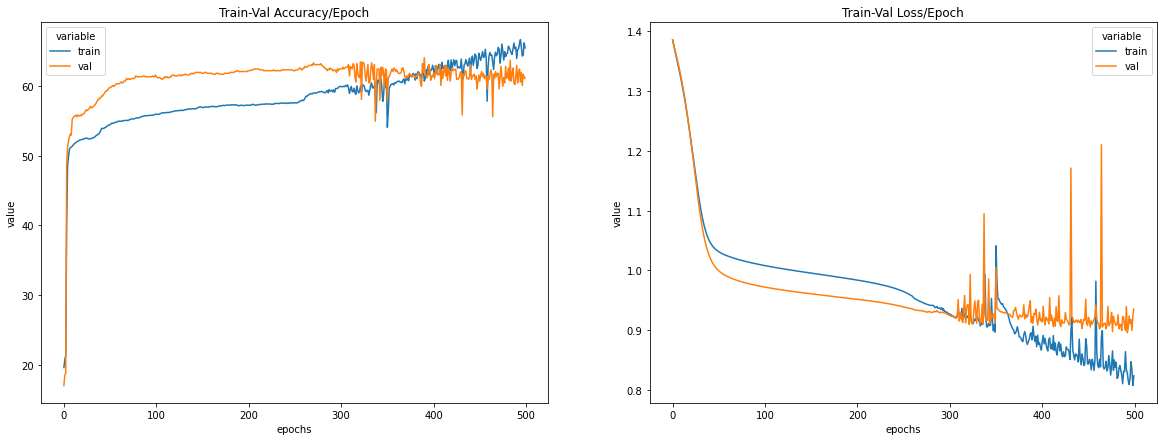 Train-Val Accuracy/Epoch
variable
train
val
value
60
50
40
30
20
0
100
200
300
400
500
epochs
Train-Val Loss/Epoch
variable
train
val
value
1.4
1.3
1.2
1.1
1.0
0.9
0.8
0
100
200
300
400
500
epochs